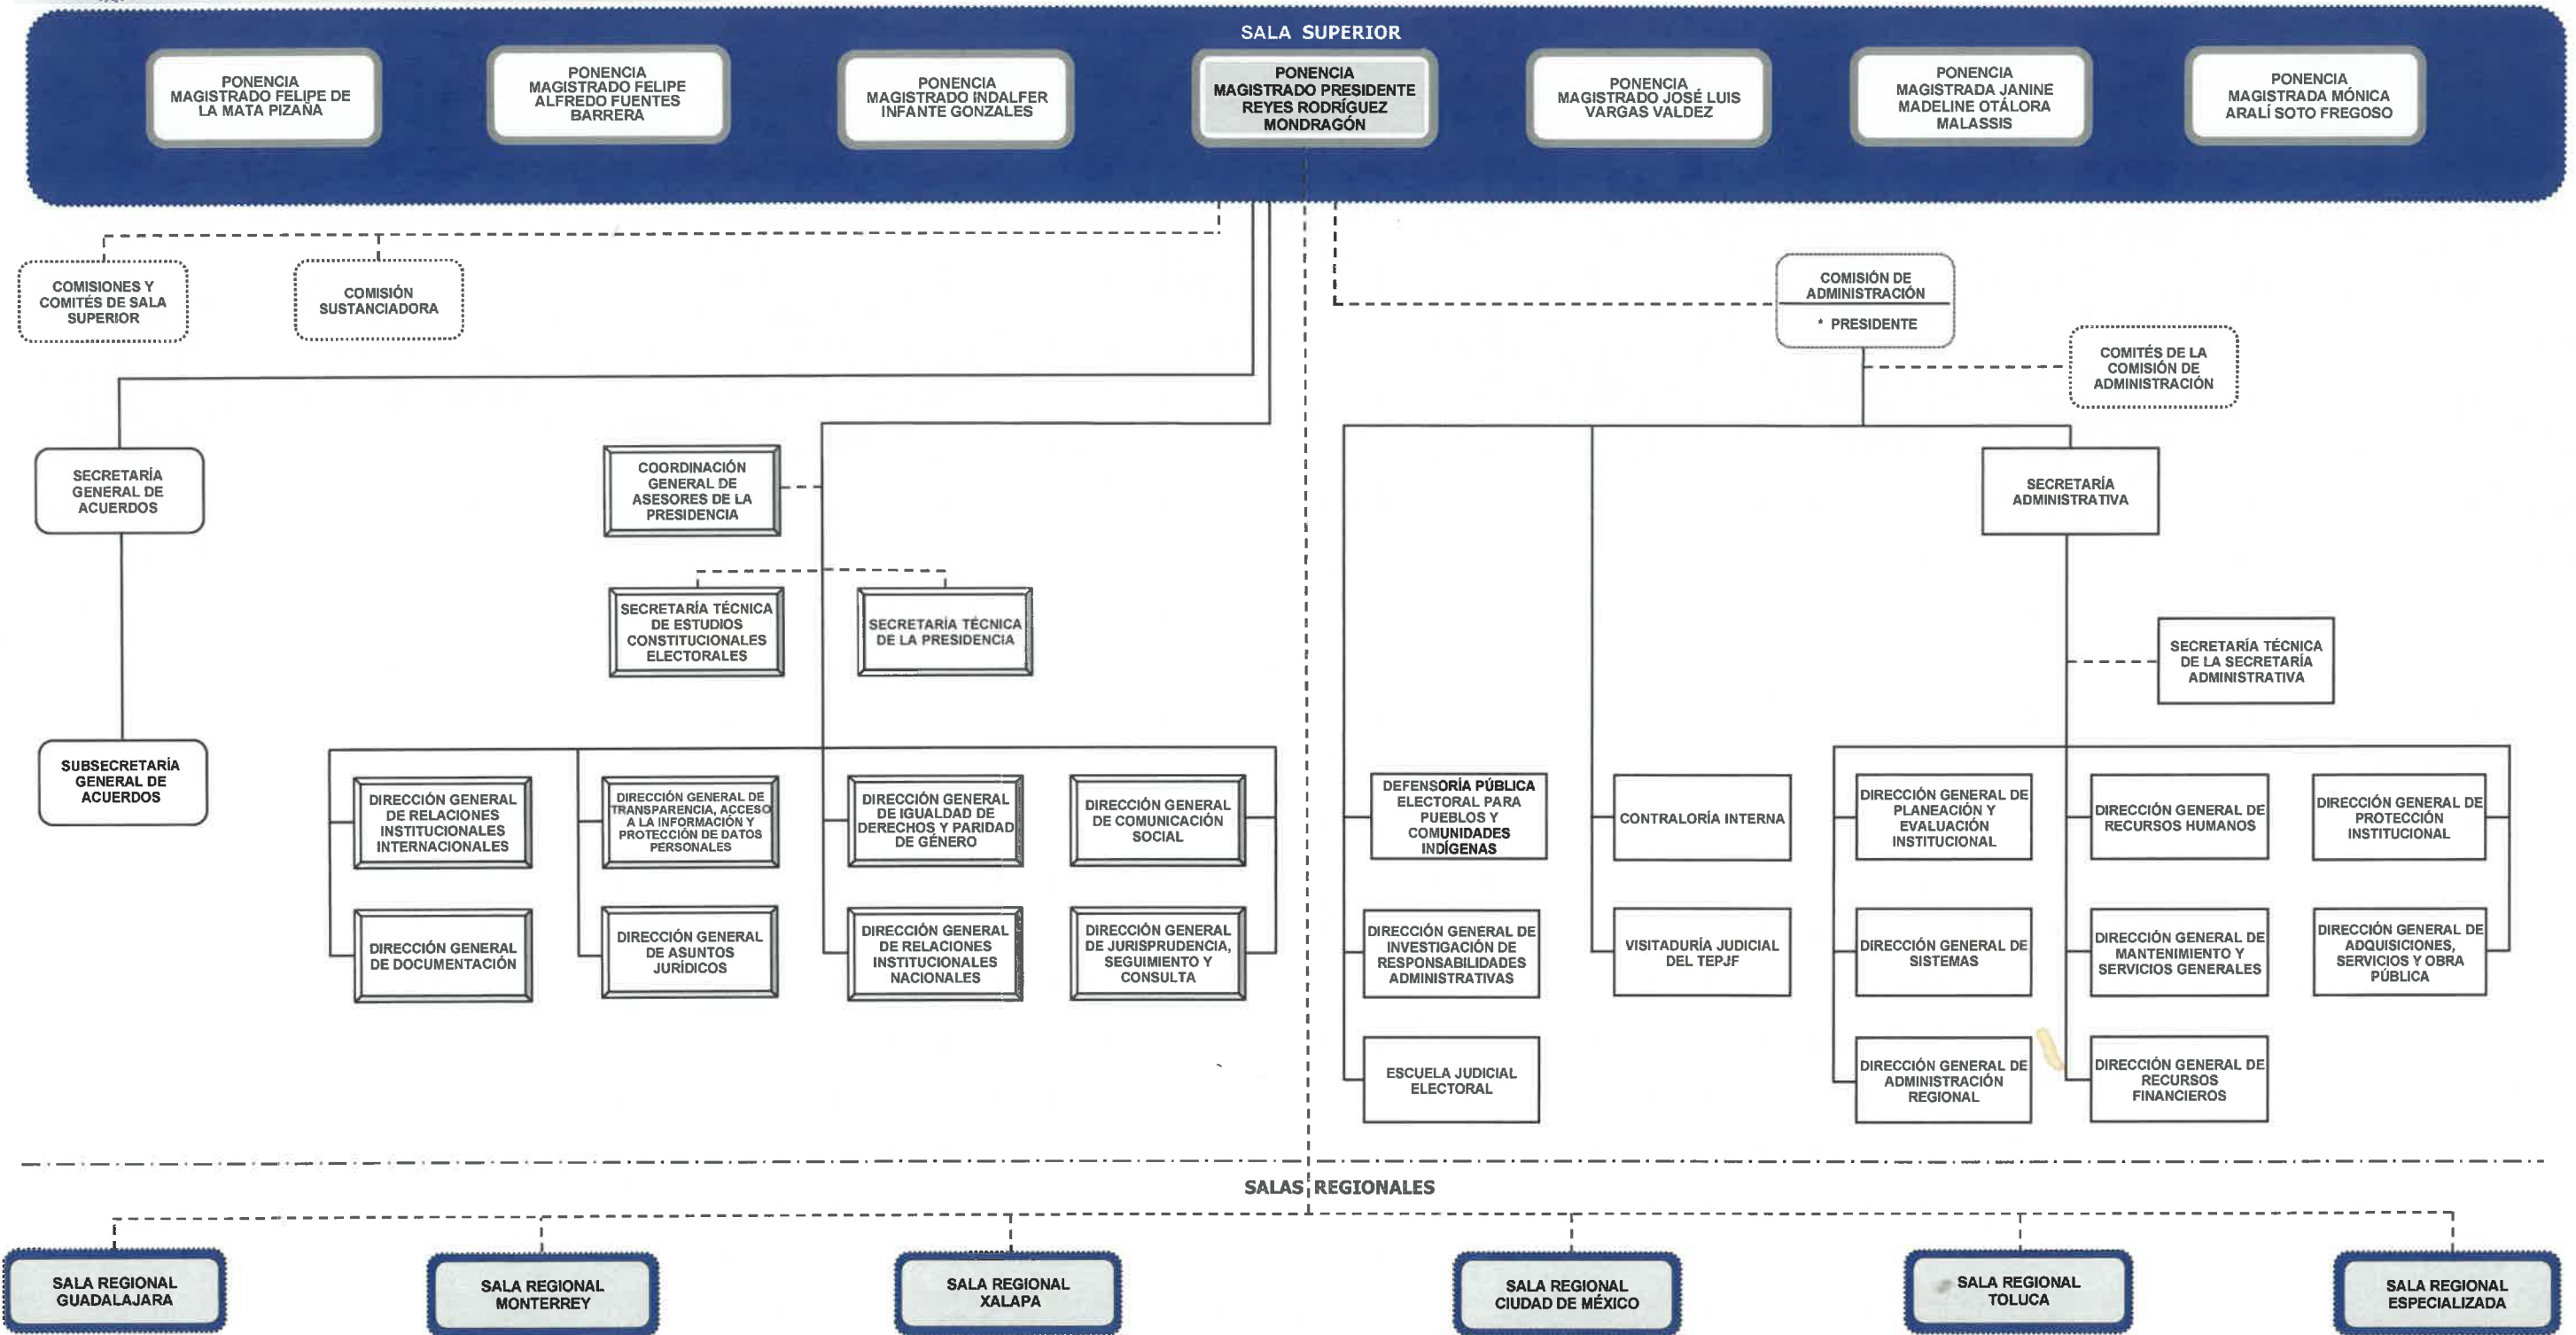 SALA SUPERIOR
PONENCIA
MAGISTRADO FELIPE DE
LA MATA PIZAÑA
PONENCIA
MAGISTRADO FELIPE
ALFREDO FUENTES
BARRERA
PONENCIA
MAGISTRADO INDALFER
INFANTE GONZALES
PONENCIA
MAGISTRADO PRESIDENTE
REYES RODRÍGUEZ
MONDRAGÓN
PONENCIA
MAGISTRADO JOSÉ LUIS
VARGAS VALDEZ
PONENCIA
MAGISTRADA JANINE
MADELINE OTÁLORA
MALASSIS
PONENCIA
MAGISTRADA MÓNICA
ARALÍ SOTO FREGOSO
COMISIONES Y
COMITÉS DE SALA
SUPERIOR
COMISIÓN
SUSTANCIADORA
COMISIÓN DE
ADMINISTRACIÓN
* PRESIDENTE
COMITÉS DE LA
COMISIÓN DE
ADMINISTRACIÓN
SECRETARÍA
GENERAL DE
ACUERDOS
COORDINACIÓN
GENERAL DE
ASESORES DE LA
PRESIDENCIA
SECRETARÍA
ADMINISTRATIVA
SECRETARÍA TÉCNICA
DE ESTUDIOS
CONSTITUCIONALES
ELECTORALES
SECRETARÍA TÉCNICA
DE LA PRESIDENCIA
SECRETARÍA TÉCNICA
DE LA SECRETARÍA
ADMINISTRATIVA
SUBSECRETARÍA
GENERAL DE
ACUERDOS
DIRECCIÓN GENERAL
DE RELACIONES
INSTITUCIONALES
INTERNACIONALES
DIRECCIÓN GENERAL DE
TRANSPARENCIA, ACCESO
A LA INFORMACIÓN Y
PROTECCIÓN DE DATOS
PERSONALES
DIRECCIÓN GENERAL
DE IGUALDAD DE
DERECHOS Y PARIDAD
DE GÉNERO
DIRECCIÓN GENERAL
DE COMUNICACIÓN
SOCIAL
DEFENSORÍA PÚBLICA
ELECTORAL PARA
PUEBLOS Y
COMUNIDADES
INDÍGENAS
CONTRALORÍA INTERNA
DIRECCIÓN GENERAL DE
PLANEACIÓN Y
EVALUACIÓN
INSTITUCIONAL
DIRECCIÓN GENERAL DE
RECURSOS HUMANOS
DIRECCIÓN GENERAL DE
PROTECCIÓN
INSTITUCIONAL
DIRECCIÓN GENERAL
DE DOCUMENTACIÓN
DIRECCIÓN GENERAL
DE ASUNTOS
JURÍDICOS
DIRECCIÓN GENERAL
DE RELACIONES
INSTITUCIONALES
NACIONALES
DIRECCIÓN GENERAL
DE JURISPRUDENCIA,
SEGUIMIENTO Y
CONSULTA
DIRECCIÓN GENERAL DE
INVESTIGACIÓN DE
RESPONSABILIDADES
ADMINISTRATIVAS
VISITADURÍA JUDICIAL
DEL TEPJF
DIRECCIÓN GENERAL DE
SISTEMAS
DIRECCIÓN GENERAL DE
MANTENIMIENTO Y
SERVICIOS GENERALES
DIRECCIÓN GENERAL DE
ADQUISICIONES,
SERVICIOS Y OBRA
PÚBLICA
ESCUELA JUDICIAL
ELECTORAL
DIRECCIÓN GENERAL DE
ADMINISTRACIÓN
REGIONAL
DIRECCIÓN GENERAL DE
RECURSOS
FINANCIEROS
SALAS REGIONALES
SALA REGIONAL
GUADALAJARA
SALA REGIONAL
MONTERREY
SALA REGIONAL
XALAPA
SALA REGIONAL
CIUDAD DE MÉXICO
SALA REGIONAL
TOLUCA
SALA REGIONAL
ESPECIALIZADA